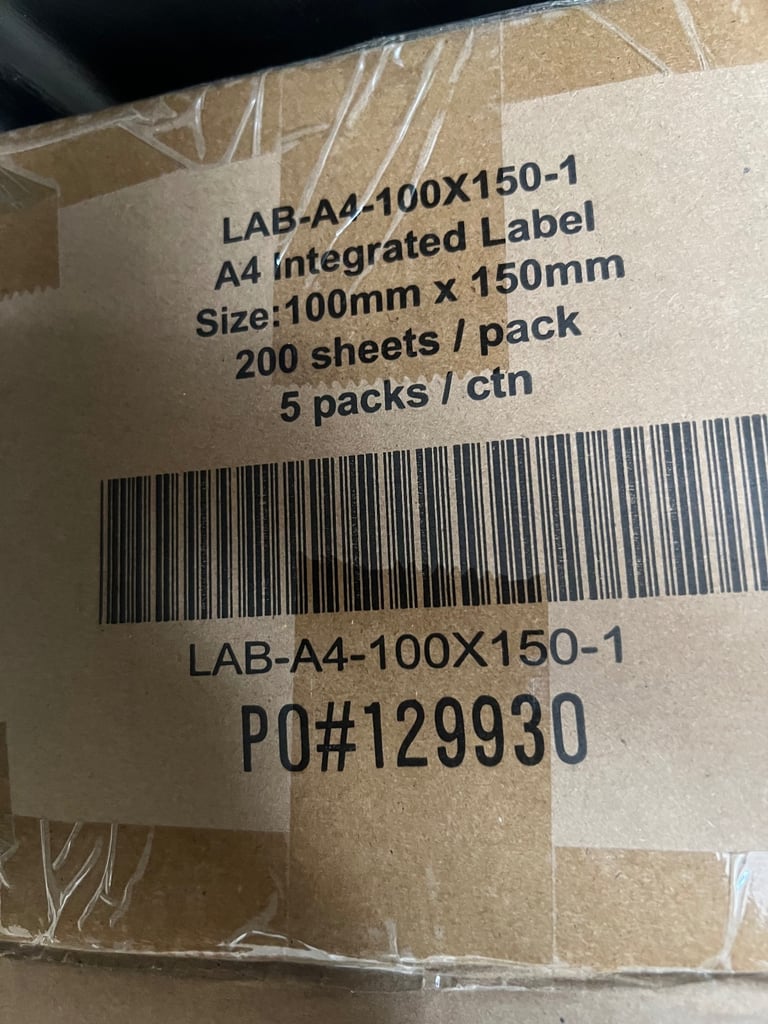 LAB-A4-100X150-1
A4 Integrated Label
Size:100mm x 150mm
200 sheets / pack
5 packs / ctn
LAB-A4-100X150-1
PO#129930